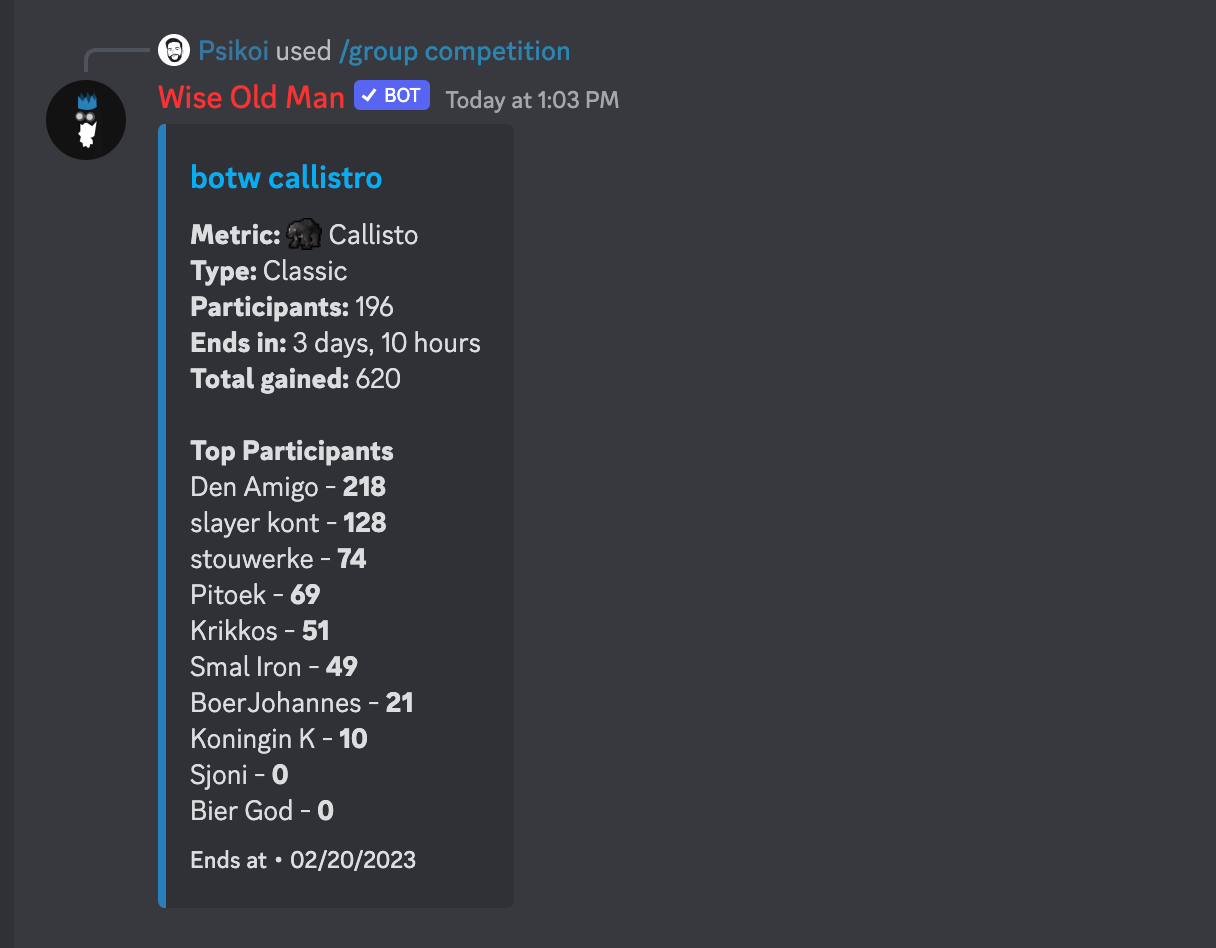 Psikoi used /group competition
Wise Old Man ✓ BOT Today at 1:03 PM
botw callistro
Metric: Callisto
Type: Classic
Participants: 196
Ends in: 3 days, 10 hours
Total gained: 620
Top Participants
Den Amigo - 218
slayer kont - 128
stouwerke - 74
Pitoek - 69
Krikkos - 51
Smal Iron - 49
BoerJohannes - 21
Koningin K - 10
Sjoni - 0
Bier God - 0
Ends at • 02/20/2023